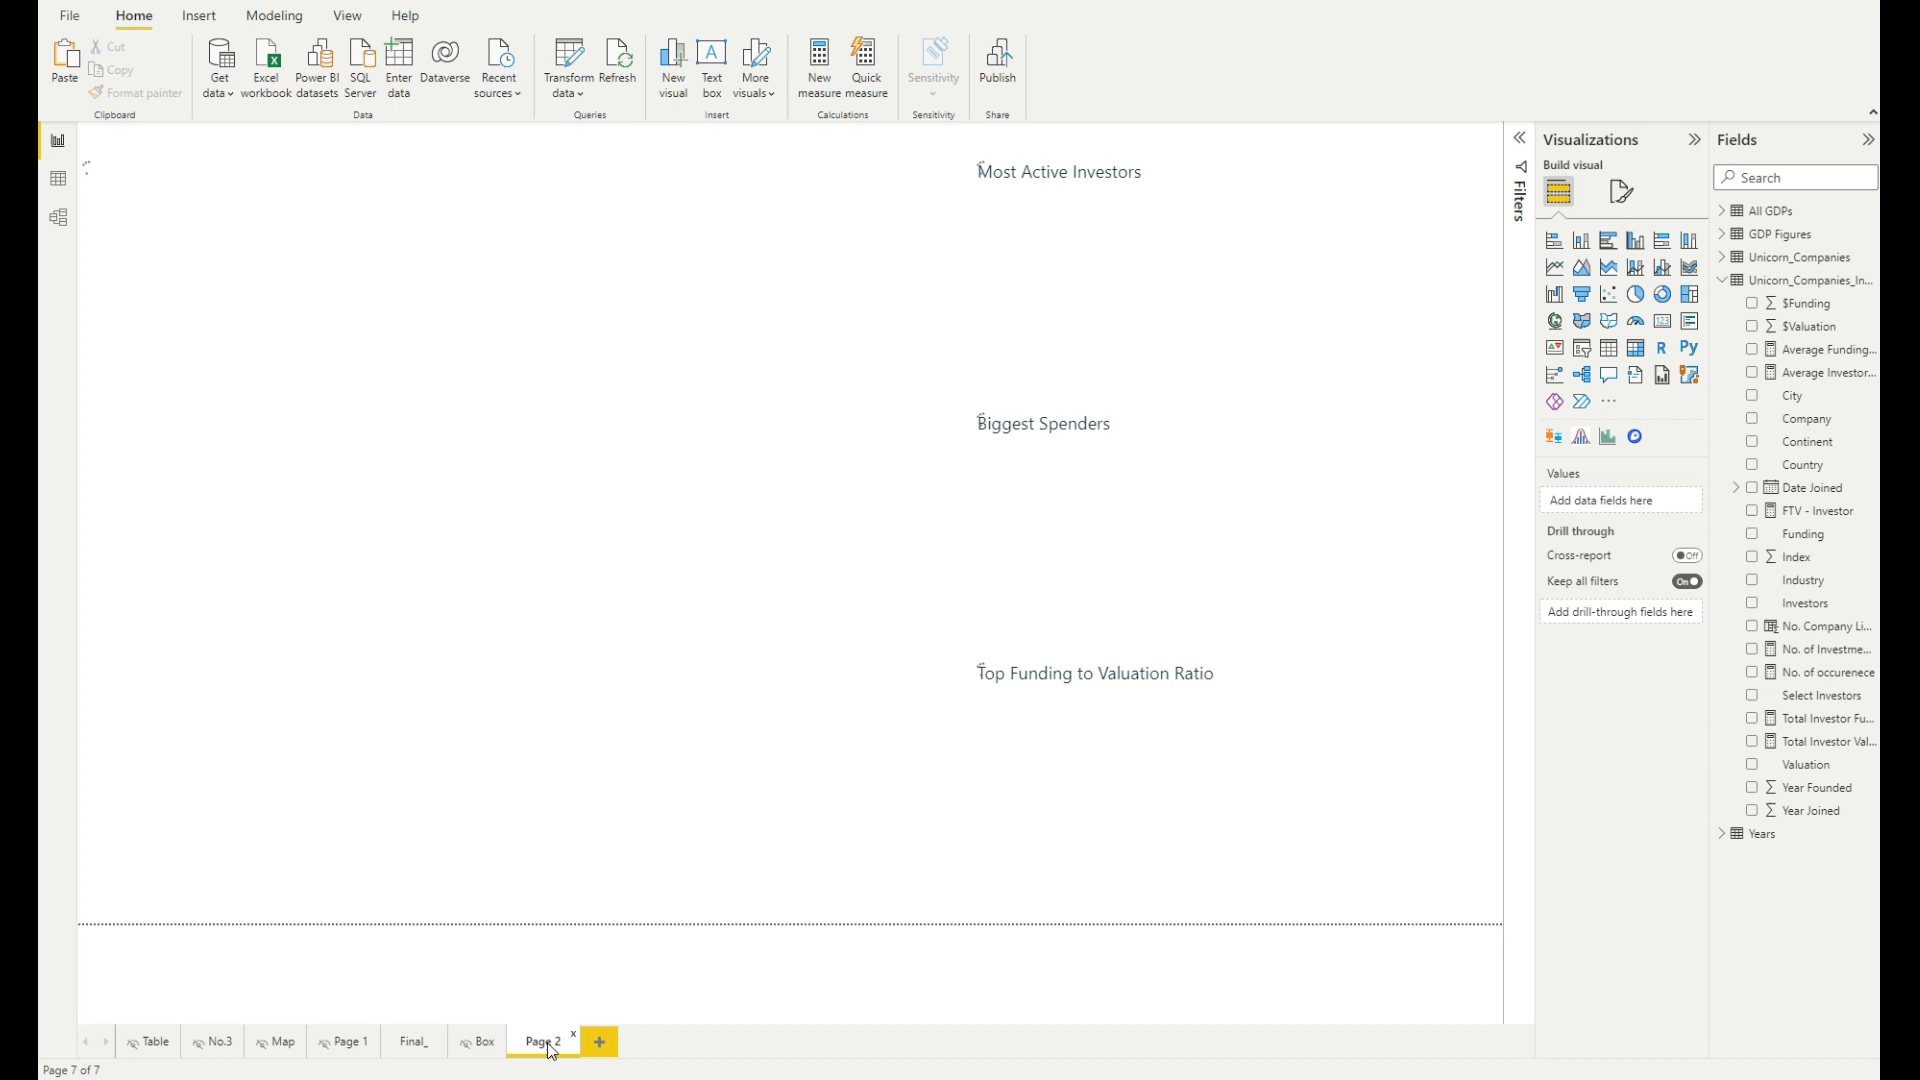 File Home Insert Modeling View Help
Paste
Cut
Copy
Format painter
Clipboard
Get data
Excel workbook
Power BI datasets
SQL Server
Enter data
Dataverse
Recent sources
Data
Transform data
Refresh
Queries
New visual
Text box
More visuals
Insert
New measure
Quick measure
Calculations
Sensitivity
Sensitivity
Publish
Share
Most Active Investors
Biggest Spenders
Top Funding to Valuation Ratio
Filters
Visualizations
Build visual
123
R
Py
Values
Add data fields here
Drill through
Cross-report
Off
Keep all filters
On
Add drill-through fields here
Fields
Search
All GDPs
GDP Figures
Unicorn_Companies
Unicorn_Companies_In...
$Funding
$Valuation
Average Funding...
Average Investor...
City
Company
Continent
Country
Date Joined
FTV - Investor
Funding
Index
Industry
Investors
No. Company Li...
No. of Investme...
No. of occurenece
Select Investors
Total Investor Fu...
Total Investor Val...
Valuation
Year Founded
Year Joined
Years
Table No.3 Map Page 1 Final_ Box Page 2 x +
Page 7 of 7